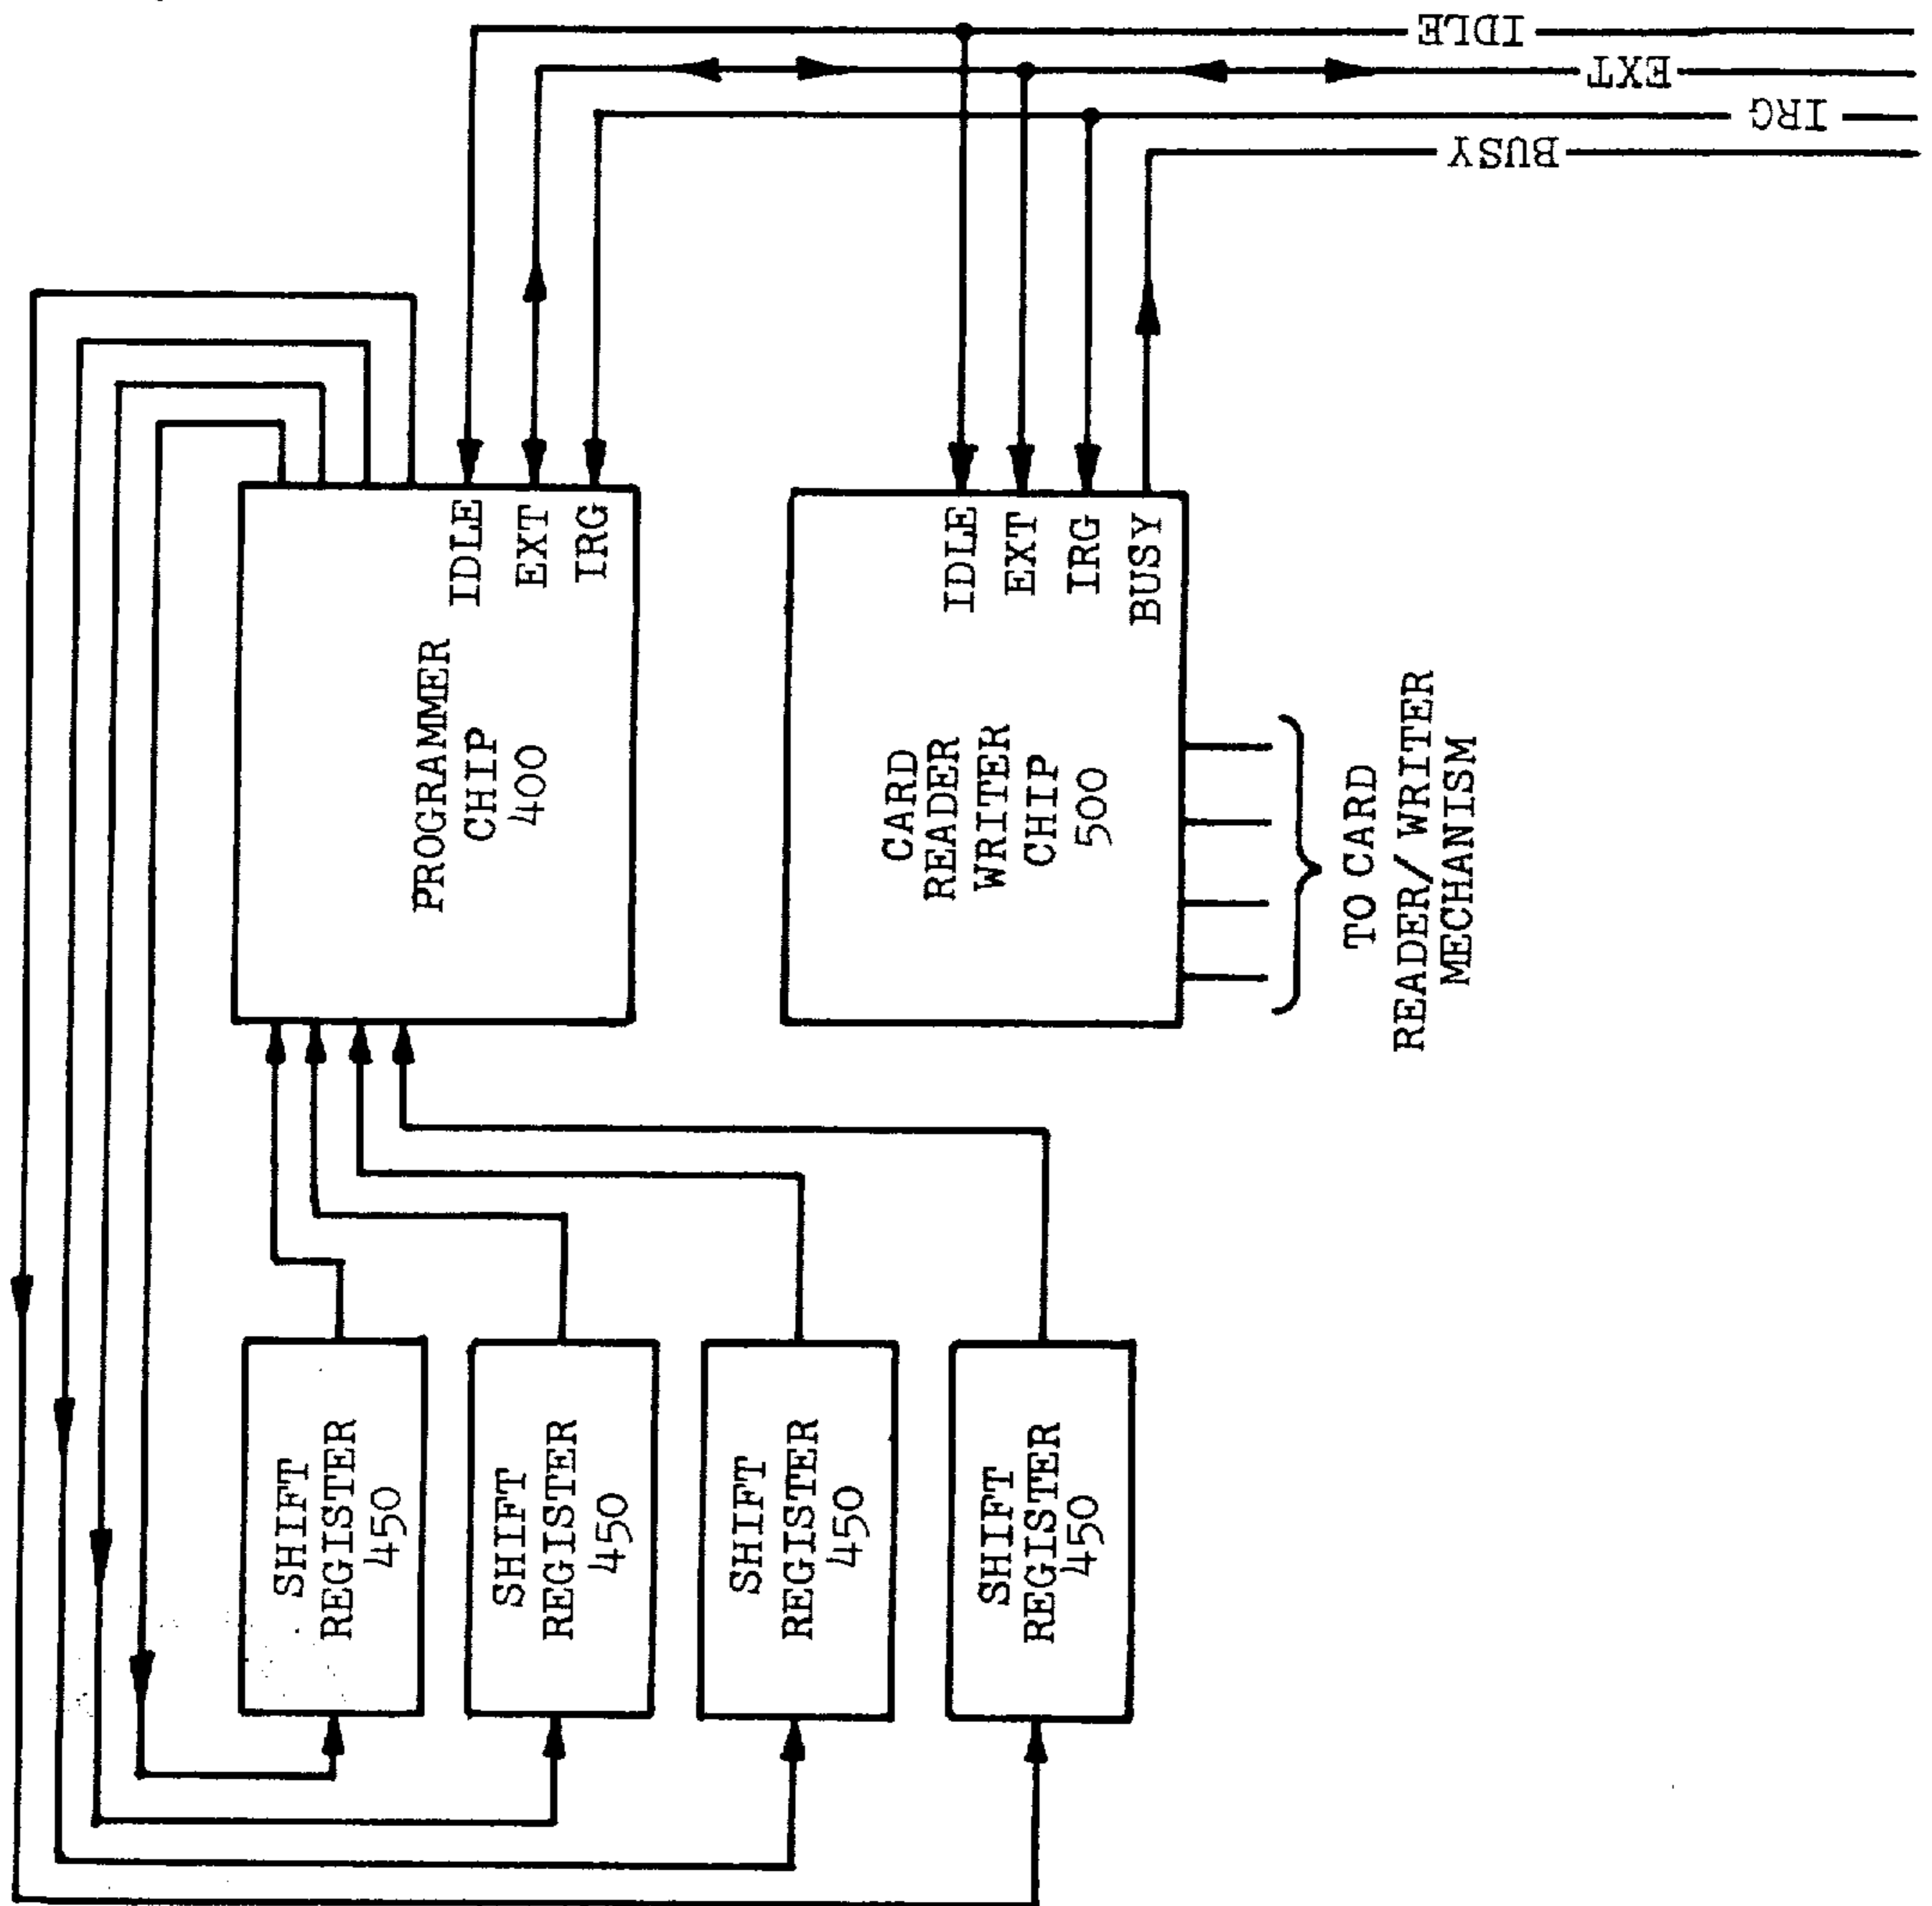 IDLE
EXT
IRG
BUSY
IDLE
EXT
IRG
PROGRAMMER
CHIP
400
IDLE
EXT
IRG
BUSY
CARD
READER
WRITER
CHIP
500
TO CARD
READER/WRITER
MECHANISM
SHIFT
REGISTER
450
SHIFT
REGISTER
450
SHIFT
REGISTER
450
SHIFT
REGISTER
450